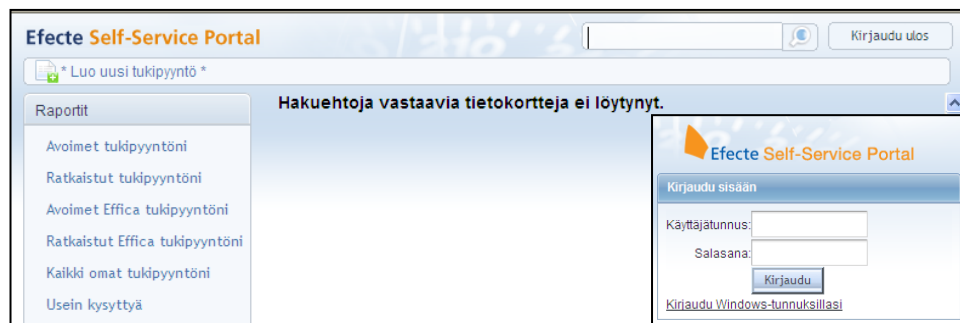 Efecte Self-Service Portal
Kirjaudu ulos
* Luo uusi tukipyyntö *
Raportit
Avoimet tukipyyntöni
Ratkaistut tukipyyntöni
Avoimet Effica tukipyyntöni
Ratkaistut Effica tukipyyntöni
Kaikki omat tukipyyntöni
Usein kysyttyä
Hakuehtoja vastaavia tietokortteja ei löytynyt.
Efecte Self-Service Portal
Kirjaudu sisään
Käyttäjätunnus:
Salasana:
Kirjaudu
Kirjaudu Windows-tunnuksillasi